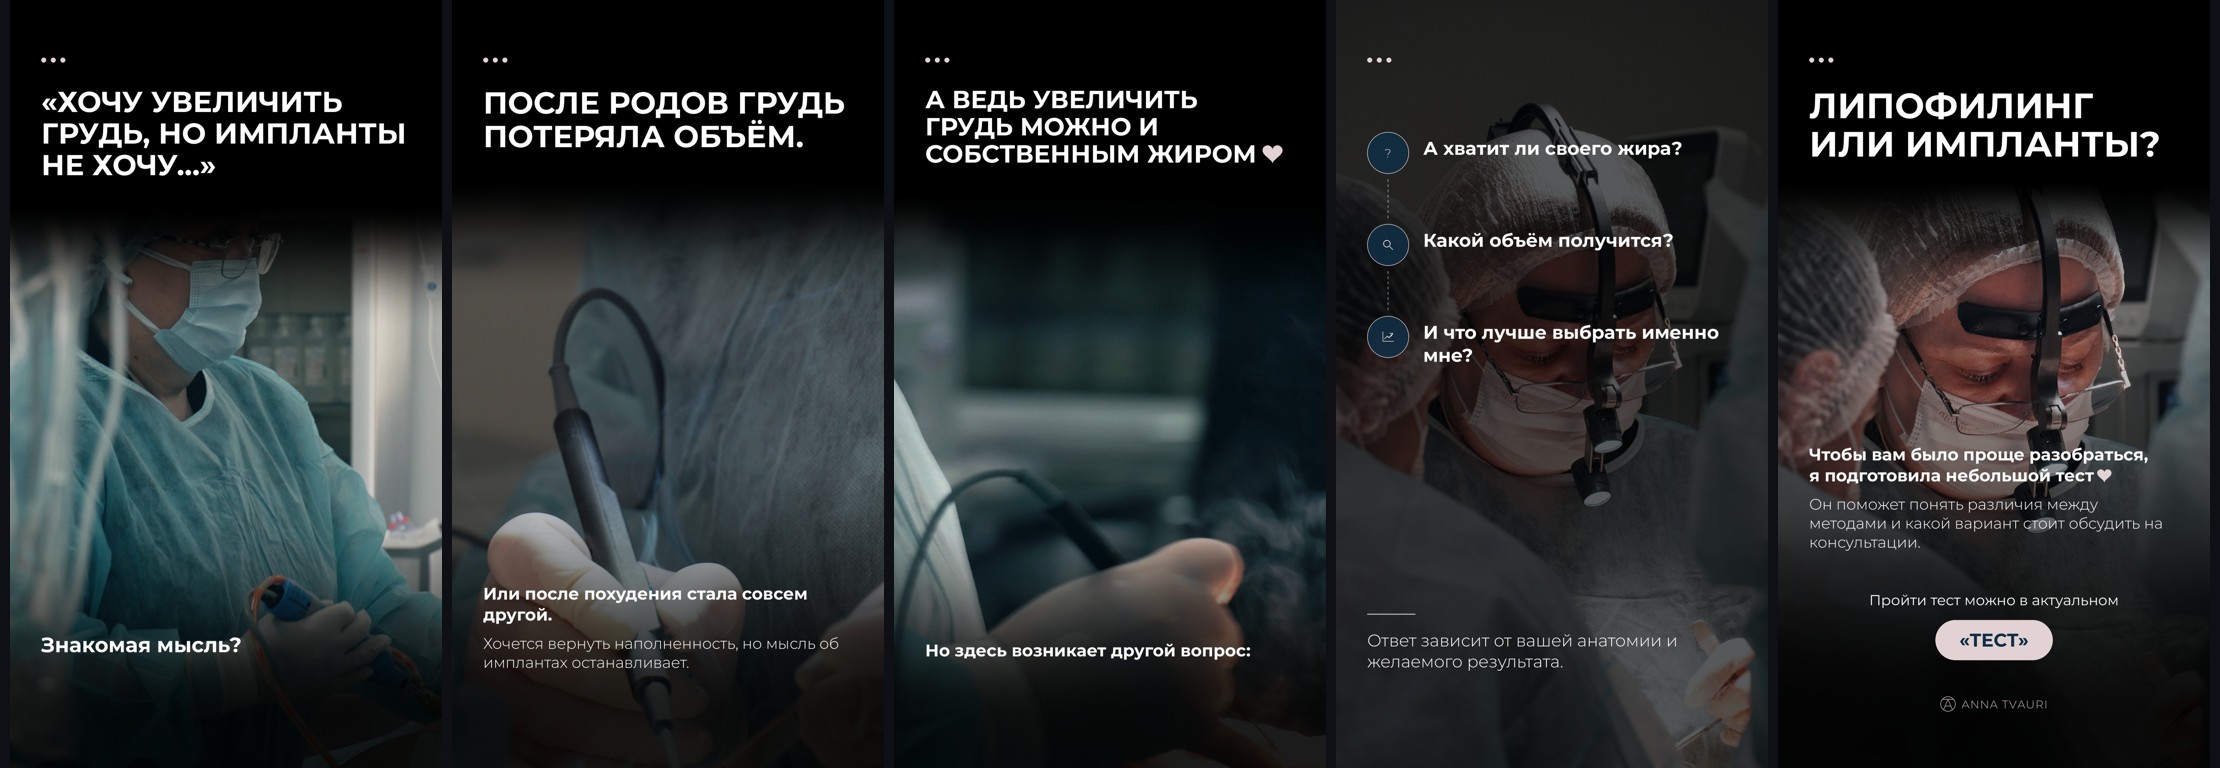 «ХОЧУ УВЕЛИЧИТЬ
ГРУДЬ, НО ИМПЛАНТЫ
НЕ ХОЧУ...»
Знакомая мысль?
ПОСЛЕ РОДОВ ГРУДЬ
ПОТЕРЯЛА ОБЪЁМ.
Или после похудения стала совсем
другой.
Хочется вернуть наполненность, но мысль об
имплантах останавливает.
А ВЕДЬ УВЕЛИЧИТЬ
ГРУДЬ МОЖНО И
СОБСТВЕННЫМ ЖИРОМ
Но здесь возникает другой вопрос:
? А хватит ли своего жира?
Какой объём получится?
И что лучше выбрать именно
мне?
Ответ зависит от вашей анатомии и
желаемого результата.
ЛИПОФИЛИНГ
ИЛИ ИМПЛАНТЫ?
Чтобы вам было проще разобраться,
я подготовила небольшой тест
Он поможет понять различия между
методами и какой вариант стоит обсудить на
консультации.
Пройти тест можно в актуальном
«ТЕСТ»
ANNA TVAURI